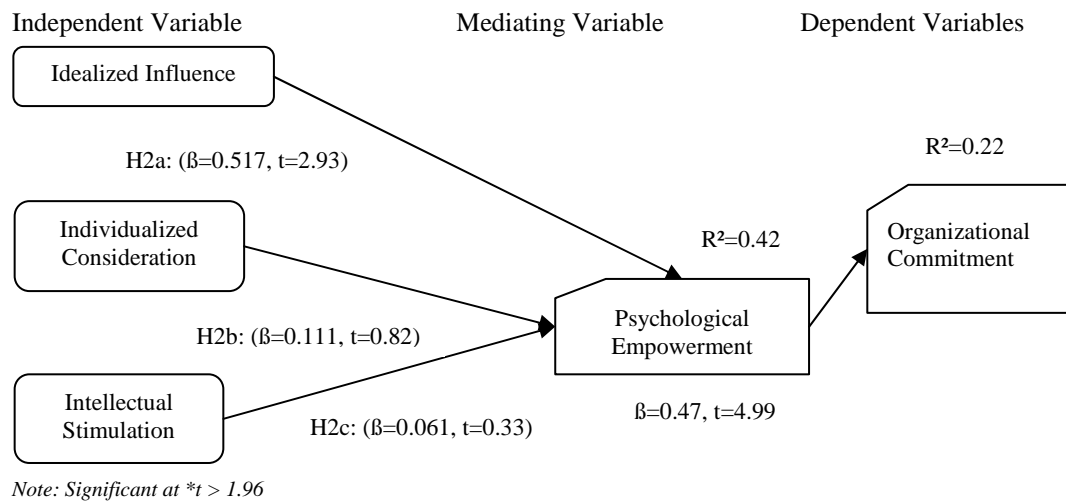 Independent Variable
Mediating Variable
Dependent Variables
Idealized Influence
H2a: (ß=0.517, t=2.93)
R²=0.22
Individualized
Consideration
R²=0.42
Organizational
Commitment
H2b: (ß=0.111, t=0.82)
Psychological
Empowerment
Intellectual
Stimulation
H2c: (ß=0.061, t=0.33)
ß=0.47, t=4.99
Note: Significant at *t > 1.96